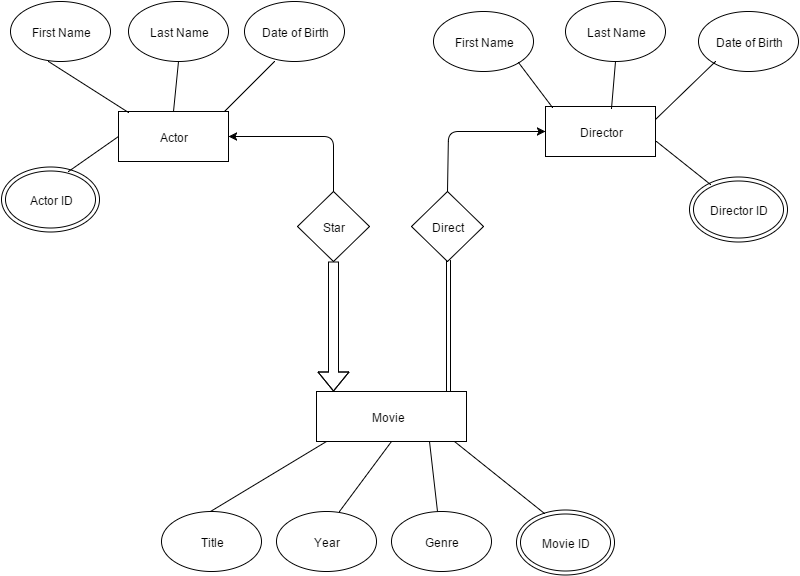 First Name
Last Name
Date of Birth
First Name
Last Name
Date of Birth
Actor
Director
Actor ID
Director ID
Star
Direct
Movie
Title
Year
Genre
Movie ID